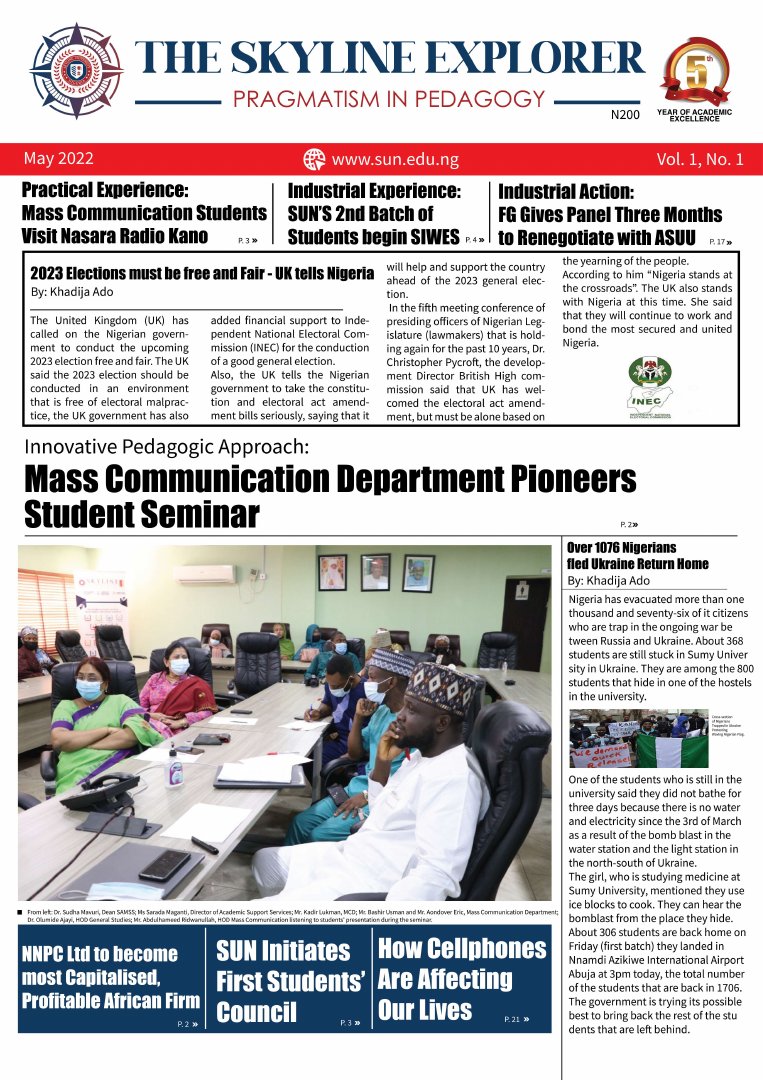 THE SKYLINE EXPLORER
PRAGMATISM IN PEDAGOGY
N200
5th
YEAR OF ACADEMIC
EXCELLENCE
May 2022
www.sun.edu.ng
Vol. 1, No. 1
Practical Experience:
Mass Communication Students
Visit Nasara Radio Kano
P. 3 »
Industrial Experience:
SUN'S 2nd Batch of
Students begin SIWES
P. 4 »
Industrial Action:
FG Gives Panel Three Months
to Renegotiate with ASUU
P. 17 »
2023 Elections must be free and Fair - UK tells Nigeria
By: Khadija Ado
The United Kingdom (UK) has
called on the Nigerian govern-
ment to conduct the upcoming
2023 election free and fair. The UK
said the 2023 election should be
conducted in an environment
that is free of electoral malprac-
tice, the UK government has also
added financial support to Inde-
pendent National Electoral Com-
mission (INEC) for the conduction
of a good general election.
Also, the UK tells the Nigerian
government to take the constitu-
tion and electoral act amend-
ment bills seriously, saying that it
will help and support the country
ahead of the 2023 general elec-
tion.
In the fifth meeting conference of
presiding officers of Nigerian Leg-
islature (lawmakers) that is hold-
ing again for the past 10 years, Dr.
Christopher Pycroft, the develop-
ment Director British High com-
mission said that UK has wel-
comed the electoral act amend-
ment, but must be alone based on
the yearning of the people.
According to him "Nigeria stands at
the crossroads". The UK also stands
with Nigeria at this time. She said
that they will continue to work and
bond the most secured and united
Nigeria.
INEC
Innovative Pedagogic Approach:
Mass Communication Department Pioneers
Student Seminar
P. 2 »
SKYLINE
From left: Dr. Sudha Mavuri, Dean SAMSS; Ms Sarada Maganti, Director of Academic Support Services; Mr. Kadir Lukman, MCD; Mr. Bashir Usman and Mr. Aondover Eric, Mass Communication Department;
Dr. Olumide Ajayi, HOD General Studies; Mr. Abdulhameed Ridwanullah, HOD Mass Communication listening to students' presentation during the seminar.
Over 1076 Nigerians
fled Ukraine Return Home
By: Khadija Ado
Nigeria has evacuated more than one
thousand and seventy-six of it citizens
who are trap in the ongoing war be
tween Russia and Ukraine. About 368
students are still stuck in Sumy Univer
sity in Ukraine. They are among the 800
students that hide in one of the hostels
in the university.
Cross-section
of Nigerians
Trapped in Ukraine
Protesting
Waving Nigerian Flag.
One of the students who is still in the
university said they did not bathe for
three days because there is no water
and electricity since the 3rd of March
as a result of the bomb blast in the
water station and the light station in
the north-south of Ukraine.
The girl, who is studying medicine at
Sumy University, mentioned they use
ice blocks to cook. They can hear the
bomblast from the place they hide.
About 306 students are back home on
Friday (first batch) they landed in
Nnamdi Azikiwe International Airport
Abuja at 3pm today, the total number
of the students that are back in 1706.
The government is trying its possible
best to bring back the rest of the stu
dents that are left behind.
NNPC Ltd to become
most Capitalised,
Profitable African Firm
P. 2 »
SUN Initiates
First Students'
Council
P. 3 »
How Cellphones
Are Affecting
Our Lives
P. 21 »